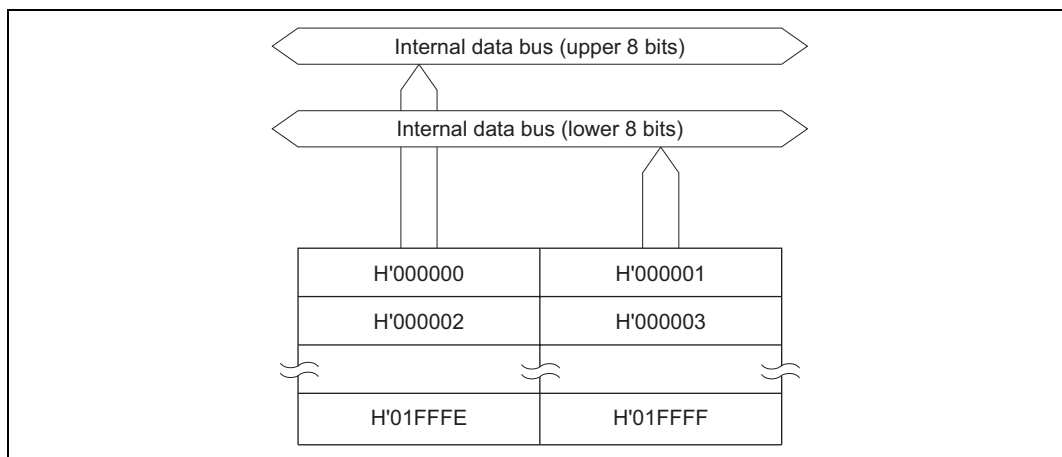 Internal data bus (upper 8 bits)
Internal data bus (lower 8 bits)
H'000000 H'000001
H'000002 H'000003
H'01FFFE H'01FFFF